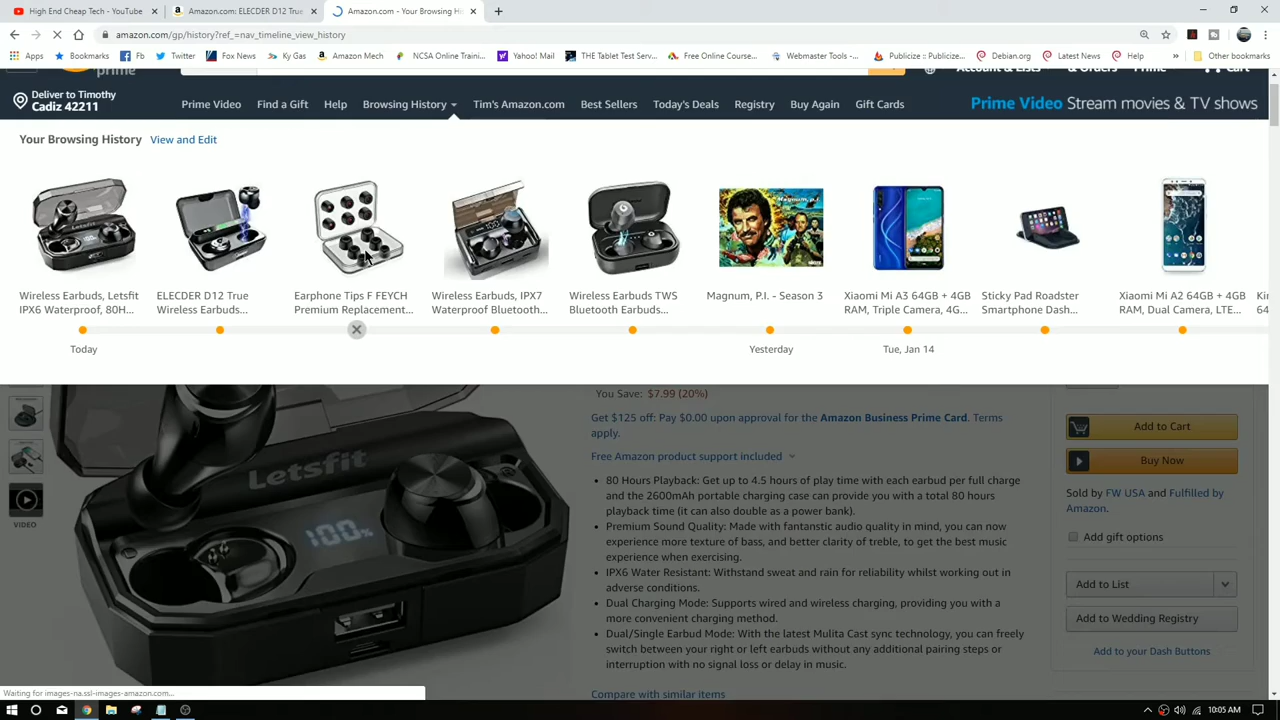 High End Cheap Tech - YouTube
Amazon.com: ELECDER D12 True
Amazon.com - Your Browsing Hi
amazon.com/gp/history?ref_=nav_timeline_view_history
Apps Bookmarks Fb Twitter Fox News Ky Gas Amazon Mech NCSA Online Traini... Yahoo! Mail THE Tablet Test Serv... Free Online Course... Webmaster Tools - ... Publicize :: Publicize... Debian.org Latest News Help » Other bookmarks
prime
Account & Lists & Orders Prime Cart
Deliver to Timothy
Cadiz 42211
Prime Video Find a Gift Help Browsing History Tim's Amazon.com Best Sellers Today's Deals Registry Buy Again Gift Cards
Prime Video Stream movies & TV shows
Your Browsing History View and Edit
Magnum, P.I.
Wireless Earbuds, Letsfit
IPX6 Waterproof, 80H...
ELECDER D12 True
Wireless Earbuds...
Earphone Tips F FEYCH
Premium Replacement...
Wireless Earbuds, IPX7
Waterproof Bluetooth...
Wireless Earbuds TWS
Bluetooth Earbuds...
Magnum, P.I. - Season 3
Xiaomi Mi A3 64GB + 4GB
RAM, Triple Camera, 4G...
Sticky Pad Roadster
Smartphone Dash...
Xiaomi Mi A2 64GB + 4GB
RAM, Dual Camera, LTE...
Kin
64
Today
Yesterday
Tue, Jan 14
You Save: $7.99 (20%)
Get $125 off: Pay $0.00 upon approval for the Amazon Business Prime Card. Terms
apply.
Free Amazon product support included
80 Hours Playback: Get up to 4.5 hours of play time with each earbud per full charge
and the 2600mAh portable charging case can provide you with a total 80 hours
playback time (it can also double as a power bank).
Premium Sound Quality: Made with fantanstic audio quality in mind, you can now
experience more texture of bass, and better clarity of treble, to get the best music
experience when exercising.
IPX6 Water Resistant: Withstand sweat and rain for reliability whilst working out in
adverse conditions.
Dual Charging Mode: Supports wired and wireless charging, providing you with a
more convenient charging method.
Dual/Single Earbud Mode: With the latest Mulita Cast sync technology, you can freely
switch between your right or left earbuds without any additional pairing steps or
interruption with no signal loss or delay in music.
Compare with similar items
VIDEO
Letsfit
100%
Add to Cart
Buy Now
Sold by FW USA and Fulfilled by
Amazon.
Add gift options
Add to List
Add to Wedding Registry
Add to your Dash Buttons
Waiting for images-na.ssl-images-amazon.com...
10:05 AM